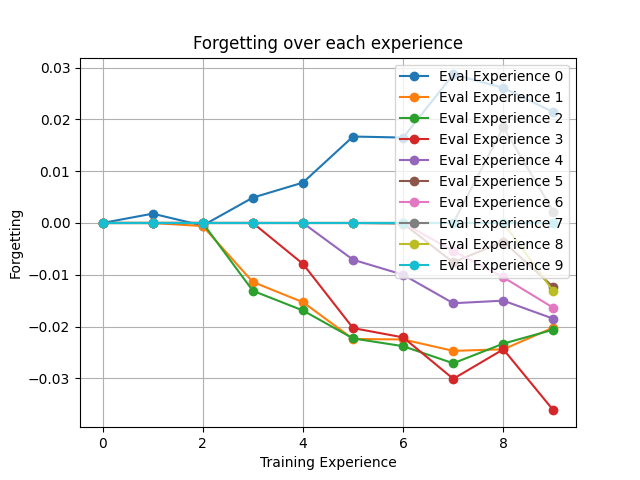 Forgetting over each experience
0.03
0.02
0.01
0.00
−0.01
−0.02
−0.03
Forgetting
Eval Experience 0
Eval Experience 1
Eval Experience 2
Eval Experience 3
Eval Experience 4
Eval Experience 5
Eval Experience 6
Eval Experience 7
Eval Experience 8
Eval Experience 9
0 2 4 6 8
Training Experience